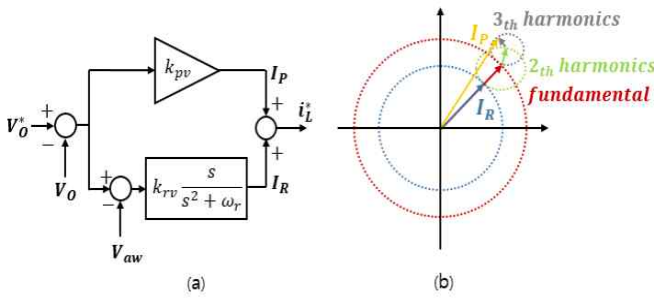 k_pv
I_P
V_O^*
+
−
+
i_L^*
+
V_O
+
−
k_rv s / (s^2 + ω_r)
I_R
V_aw
(a)
3_th harmonics
I_P
2_th harmonics
fundamental
I_R
(b)